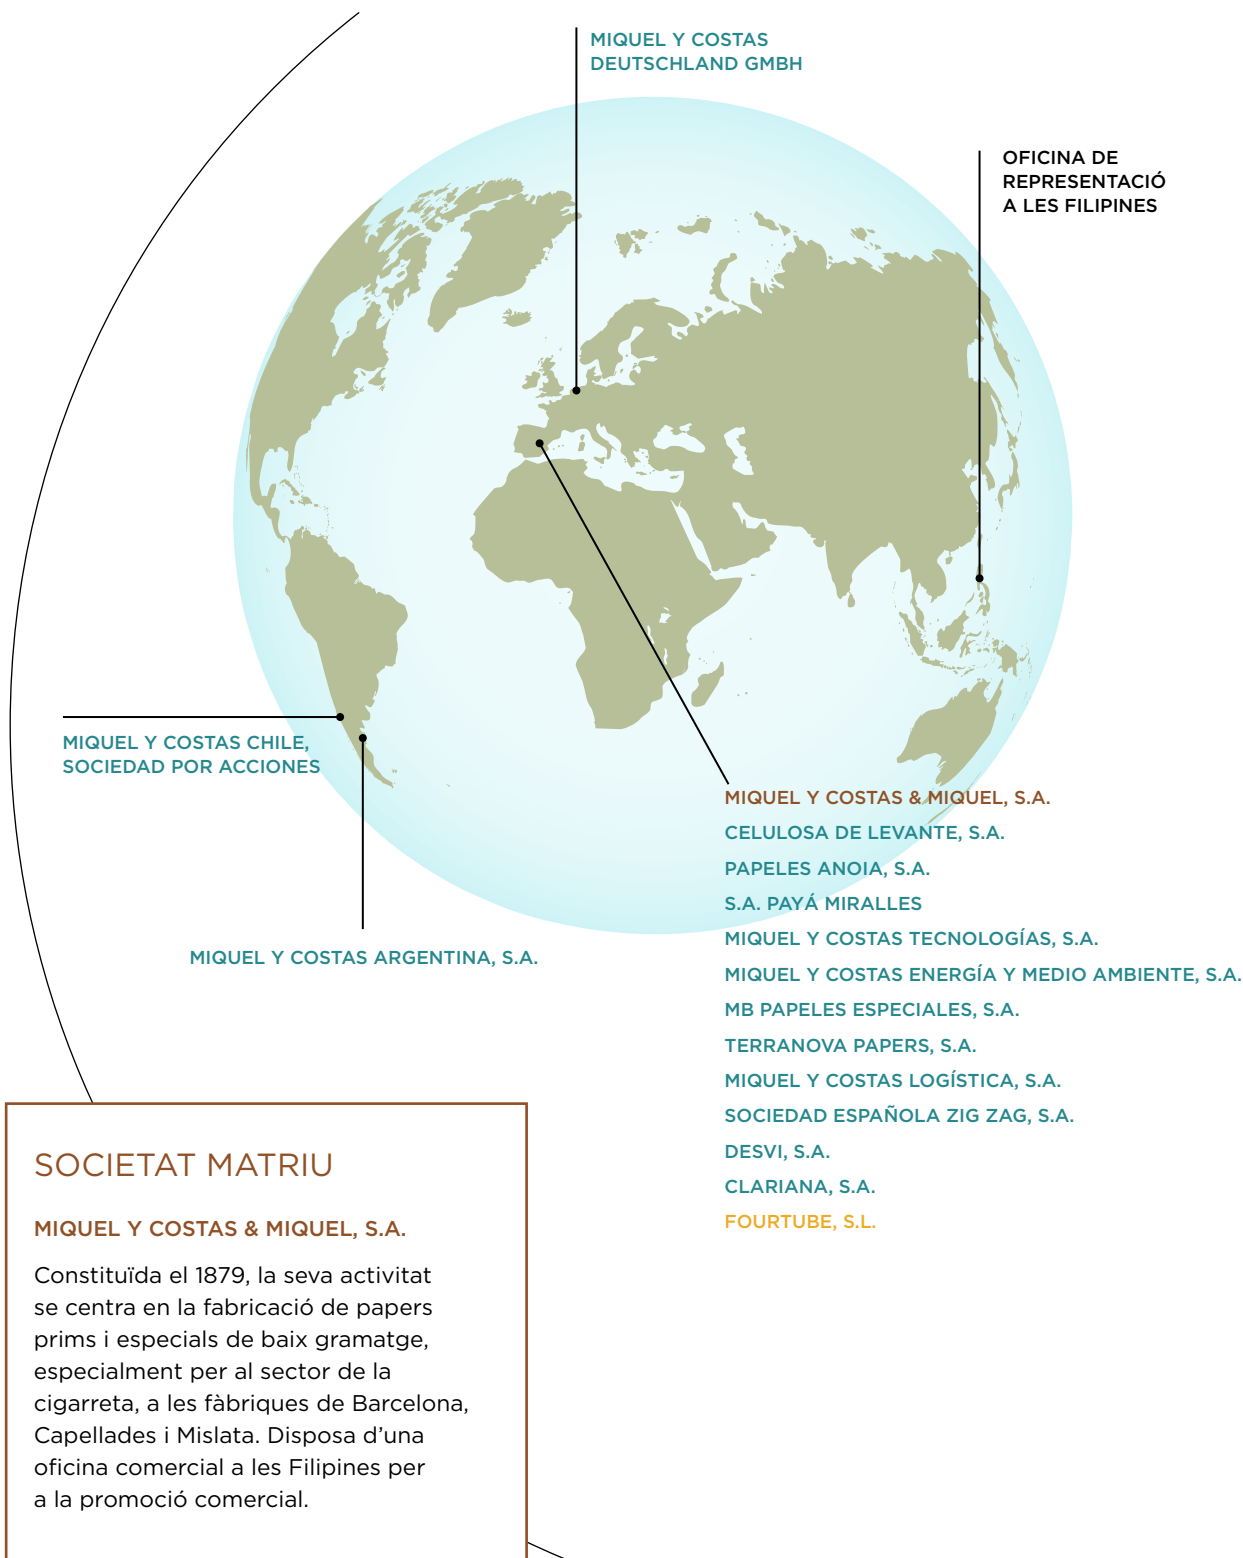 MIQUEL Y COSTAS
DEUTSCHLAND GMBH
OFICINA DE
REPRESENTACIÓ
A LES FILIPINES
MIQUEL Y COSTAS CHILE,
SOCIEDAD POR ACCIONES
MIQUEL Y COSTAS ARGENTINA, S.A.
MIQUEL Y COSTAS & MIQUEL, S.A.
CELULOSA DE LEVANTE, S.A.
PAPELES ANOIA, S.A.
S.A. PAYÁ MIRALLES
MIQUEL Y COSTAS TECNOLOGÍAS, S.A.
MIQUEL Y COSTAS ENERGÍA Y MEDIO AMBIENTE, S.A.
MB PAPELES ESPECIALES, S.A.
TERRANOVA PAPERS, S.A.
MIQUEL Y COSTAS LOGÍSTICA, S.A.
SOCIEDAD ESPAÑOLA ZIG ZAG, S.A.
DESVI, S.A.
CLARIANA, S.A.
FOURTUBE, S.L.
SOCIETAT MATRIU
MIQUEL Y COSTAS & MIQUEL, S.A.
Constituïda el 1879, la seva activitat
se centra en la fabricació de papers
prims i especials de baix gramatge,
especialment per al sector de la
cigarreta, a les fàbriques de Barcelona,
Capellades i Mislata. Disposa d’una
oficina comercial a les Filipines per
a la promoció comercial.